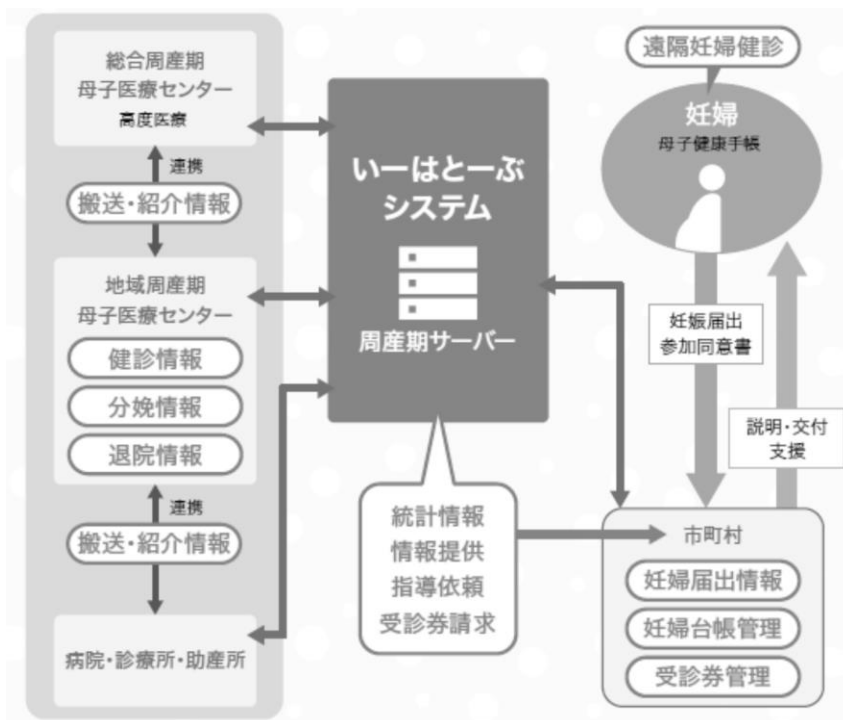 総合周産期
母子医療センター
高度医療
連携
搬送・紹介情報
地域周産期
母子医療センター
健診情報
分娩情報
退院情報
連携
搬送・紹介情報
病院・診療所・助産所
いーはとーぶ
システム
周産期サーバー
統計情報
情報提供
指導依頼
受診券請求
遠隔妊婦健診
妊婦
母子健康手帳
妊娠届出
参加同意書
説明・交付
支援
市町村
妊婦届出情報
妊婦台帳管理
受診券管理